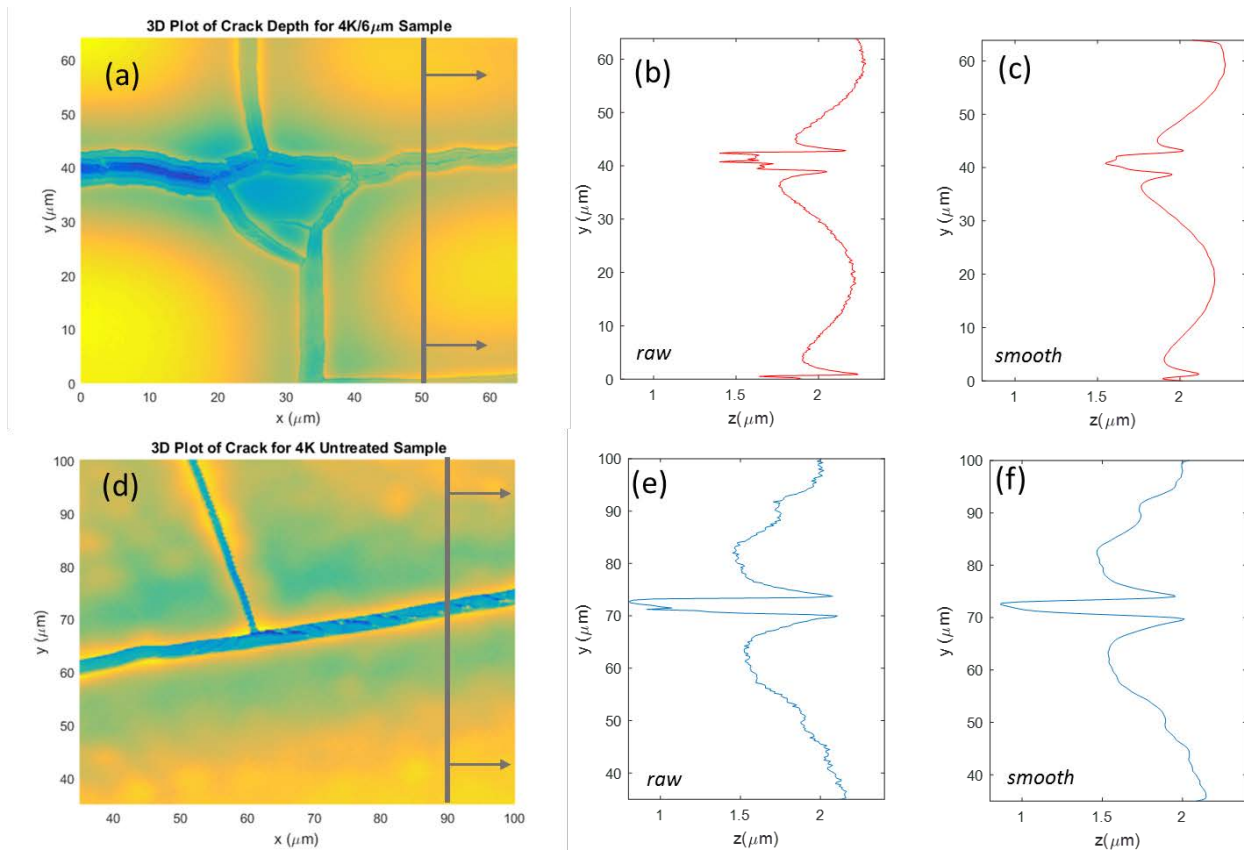 3D Plot of Crack Depth for 4K/6μm Sample
(a)
y (μm)
60
50
40
30
20
10
0
0 10 20 30 40 50 60
x (μm)
(b)
y (μm)
60
50
40
30
20
10
0
raw
1 1.5 2
z(μm)
(c)
y (μm)
60
50
40
30
20
10
0
smooth
1 1.5 2
z(μm)
3D Plot of Crack for 4K Untreated Sample
(d)
y (μm)
100
90
80
70
60
50
40
40 50 60 70 80 90 100
x (μm)
(e)
y (μm)
100
90
80
70
60
50
40
raw
1 1.5 2
z(μm)
(f)
y (μm)
100
90
80
70
60
50
40
smooth
1 1.5 2
z(μm)